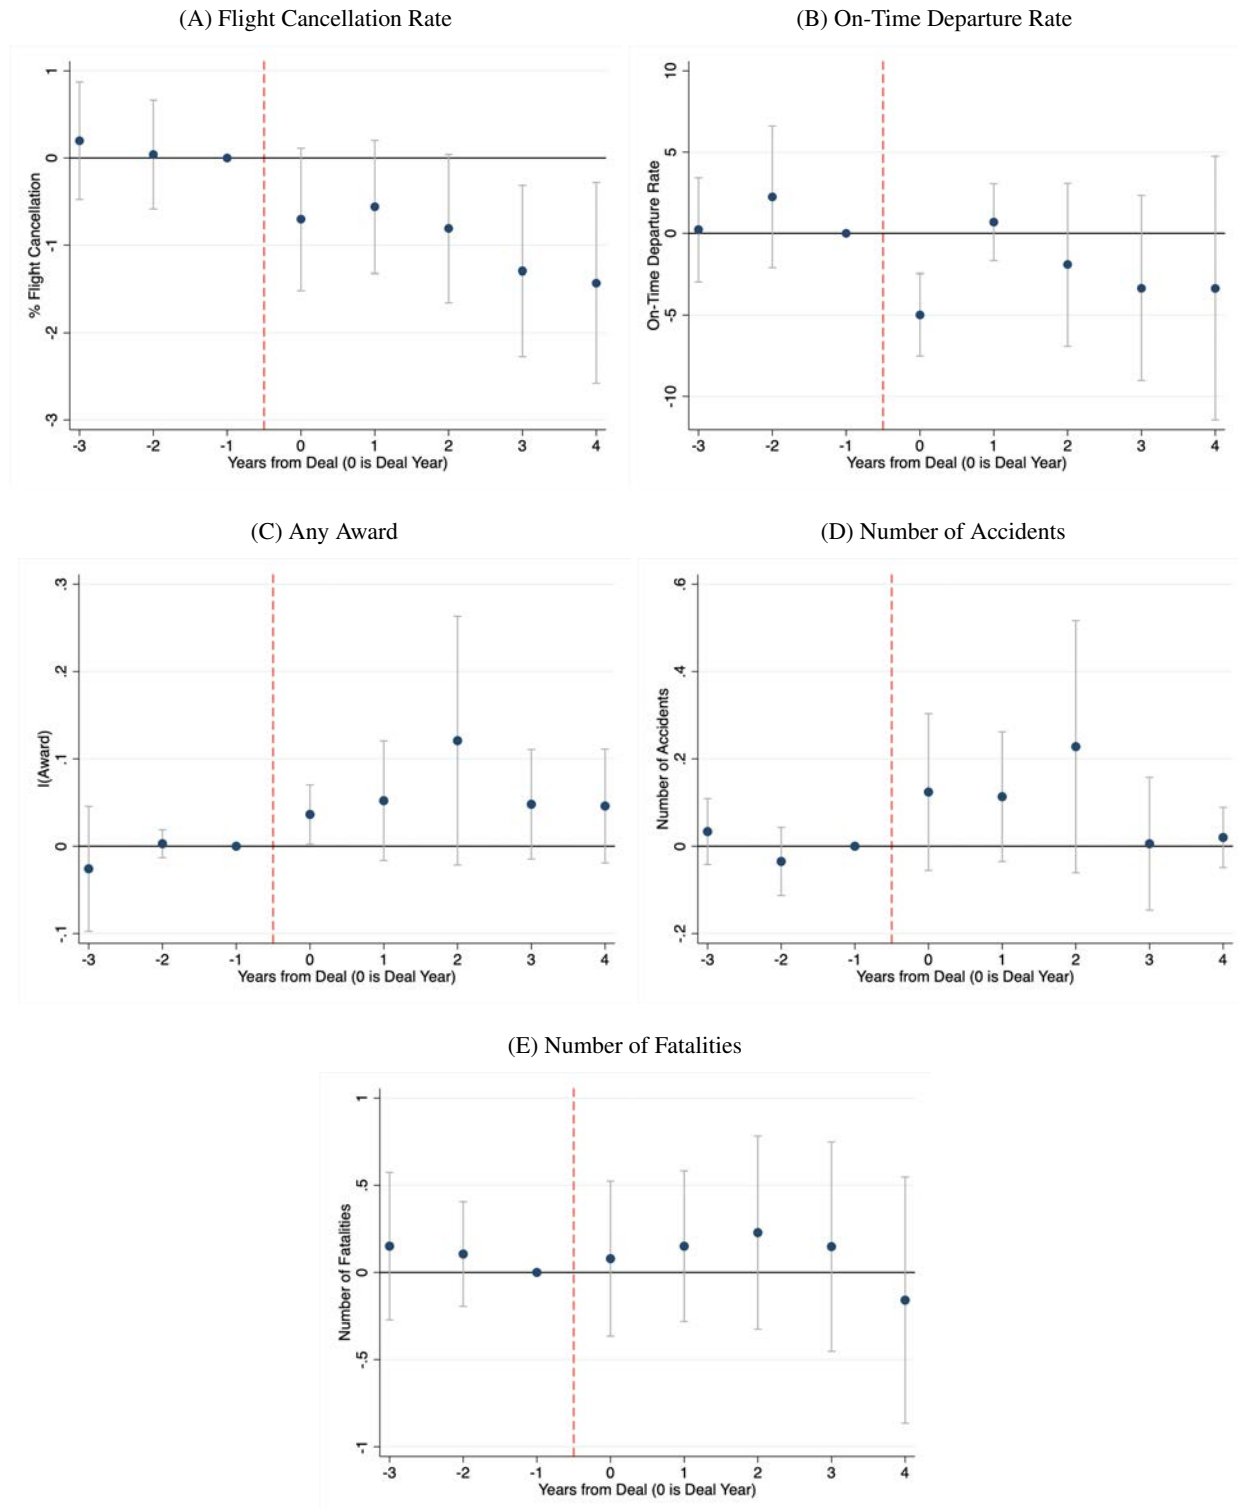 (A) Flight Cancellation Rate
1
0
-1
-2
-3
% Flight Cancellation
-3 -2 -1 0 1 2 3 4
Years from Deal (0 is Deal Year)
(B) On-Time Departure Rate
10
5
0
-5
-10
On-Time Departure Rate
-3 -2 -1 0 1 2 3 4
Years from Deal (0 is Deal Year)
(C) Any Award
.3
.2
.1
0
-.1
I(Award)
-3 -2 -1 0 1 2 3 4
Years from Deal (0 is Deal Year)
(D) Number of Accidents
.6
.4
.2
0
-.2
Number of Accidents
-3 -2 -1 0 1 2 3 4
Years from Deal (0 is Deal Year)
(E) Number of Fatalities
1
.5
0
-.5
-1
Number of Fatalities
-3 -2 -1 0 1 2 3 4
Years from Deal (0 is Deal Year)